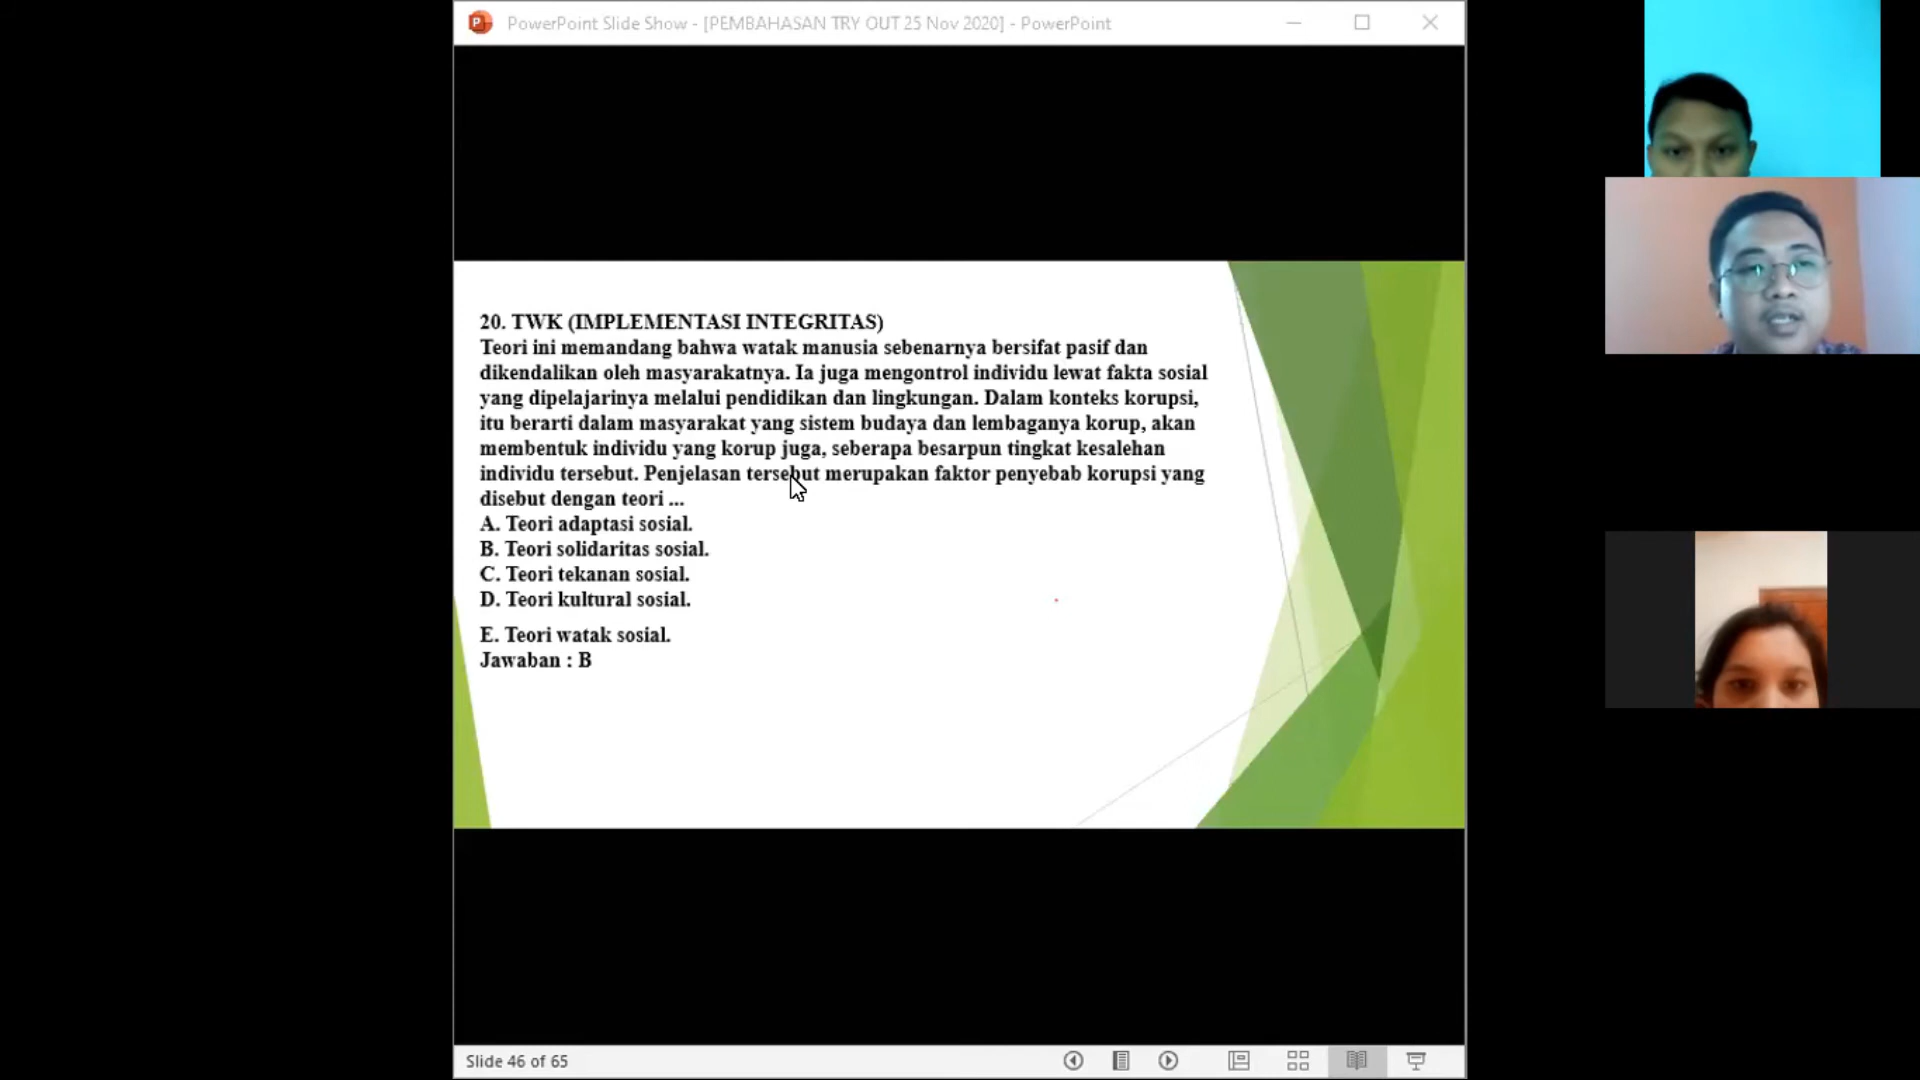 PowerPoint Slide Show - [PEMBAHASAN TRY OUT 25 Nov 2020] - PowerPoint
20. TWK (IMPLEMENTASI INTEGRITAS)
Teori ini memandang bahwa watak manusia sebenarnya bersifat pasif dan
dikendalikan oleh masyarakatnya. Ia juga mengontrol individu lewat fakta sosial
yang dipelajarinya melalui pendidikan dan lingkungan. Dalam konteks korupsi,
itu berarti dalam masyarakat yang sistem budaya dan lembaganya korup, akan
membentuk individu yang korup juga, seberapa besarpun tingkat kesalehan
individu tersebut. Penjelasan tersebut merupakan faktor penyebab korupsi yang
disebut dengan teori ...
A. Teori adaptasi sosial.
B. Teori solidaritas sosial.
C. Teori tekanan sosial.
D. Teori kultural sosial.
E. Teori watak sosial.
Jawaban : B
Slide 46 of 65